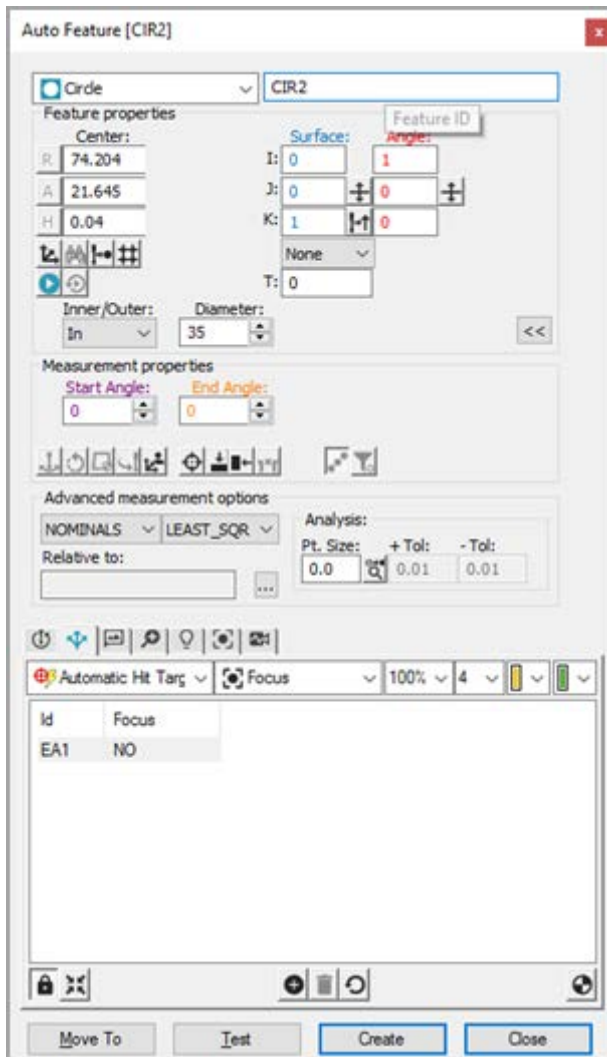 Auto Feature [CIR2]
x
Circle CIR2
Feature properties
Feature ID
Center: Surface: Angle:
R 74.204 I: 0 1
A 21.645 J: 0 0
H 0.04 K: 1 0
None
T: 0
Inner/Outer: Diameter:
In 35 <<
Measurement properties
Start Angle: End Angle:
0 0
Advanced measurement options
NOMINALS LEAST_SQR
Analysis:
Pt. Size: + Tol: - Tol:
Relative to:
0.0 0.01 0.01
...
Automatic Hit Targ Focus 100% 4
Id Focus
EA1 NO
Move To Test Create Close